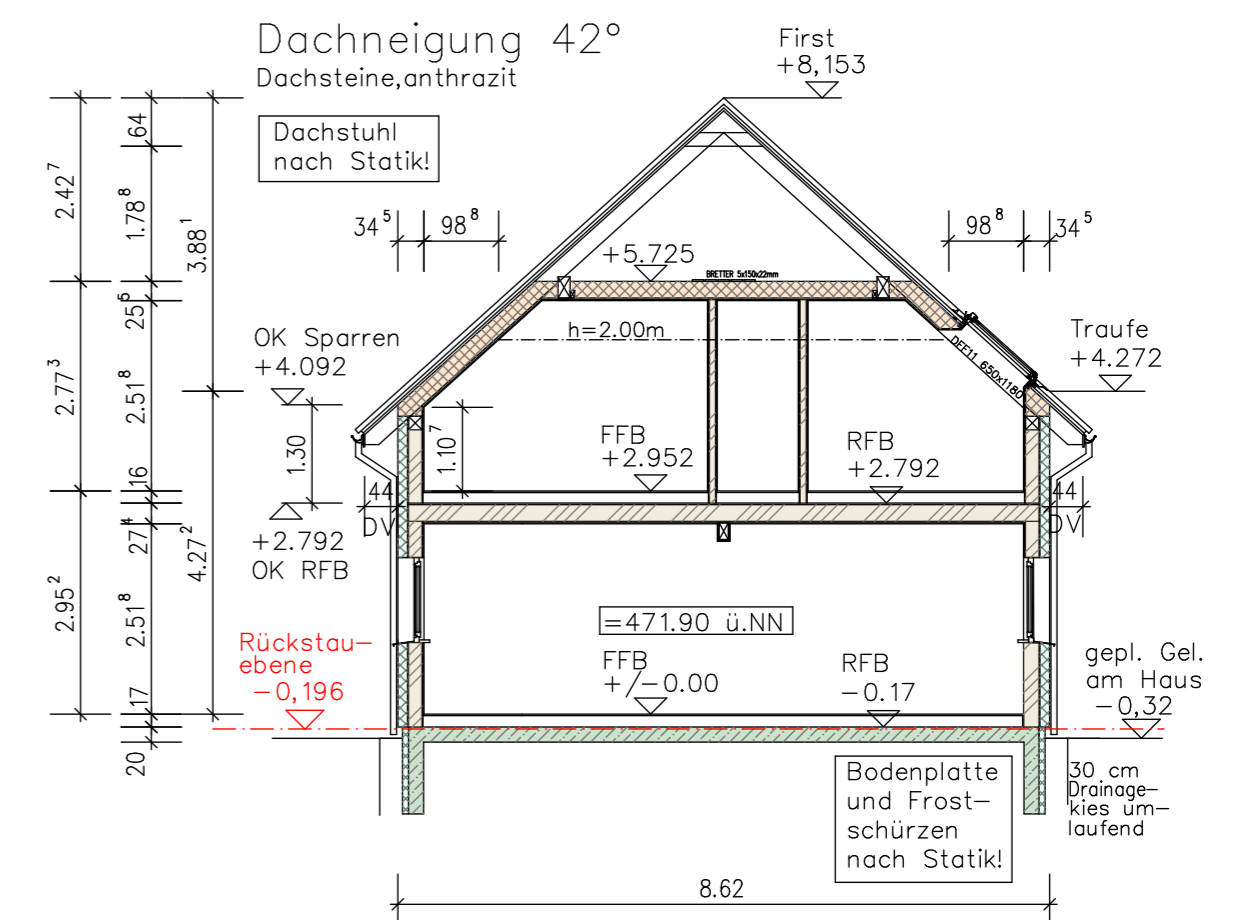 Dachneigung 42°
Dachsteine,anthrazit
First
+8,153
Dachstuhl
nach Statik!
64
2.42⁷
1.78⁸
3.88¹
34⁵
98⁸
98⁸
34⁵
+5.725
BRETTER 5x150x22mm
25⁵
h=2.00m
OK Sparren
+4.092
Traufe
+4.272
DFF11 650x1180
2.77³
2.51⁸
1.30
1.10⁷
FFB
+2.952
RFB
+2.792
16
44
DV
44
DV
27⁴
+2.792
OK RFB
4.27²
2.95²
2.51⁸
=471.90 ü.NN
Rückstau-
ebene
-0,196
FFB
+/-0.00
RFB
-0.17
gepl. Gel.
am Haus
-0,32
17
20
Bodenplatte
und Frost-
schürzen
nach Statik!
30 cm
Drainage-
kies um-
laufend
8.62